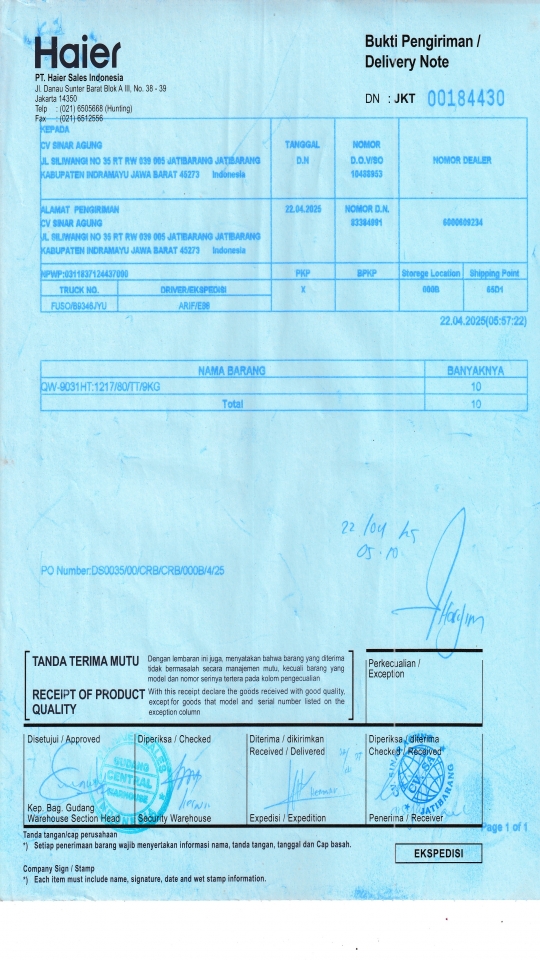 Haier
PT. Haier Sales Indonesia
Jl. Danau Sunter Barat Blok A III, No. 38 - 39
Jakarta 14350
Telp : (021) 6505668 (Hunting)
Fax : (021) 6512556
Bukti Pengiriman /
Delivery Note
DN : JKT 00184430
KEPADA
CV SINAR AGUNG
JL SILIWANGI NO 35 RT RW 039 005 JATIBARANG JATIBARANG
KABUPATEN INDRAMAYU JAWA BARAT 45273 Indonesia
TANGGAL
D.N
NOMOR
D.O.V/SO
10488953
NOMOR DEALER
ALAMAT PENGIRIMAN
CV SINAR AGUNG
JL SILIWANGI NO 35 RT RW 039 005 JATIBARANG JATIBARANG
KABUPATEN INDRAMAYU JAWA BARAT 45273 Indonesia
22.04.2025
NOMOR D.N.
83384991
6000609234
NPWP:0311837124437000
PKP BPKP Storege Location Shipping Point
TRUCK NO. DRIVER/EKSPEDISI X 000B 65D1
FUSO/B9345JYU ARIF/E86
22.04.2025(05:57:22)
NAMA BARANG BANYAKNYA
QW-9031HT:1217/80/TT/9KG 10
Total 10
22/04 25
05.10.
PO Number:DS0035/00/CRB/CRB/000B/4/25
TANDA TERIMA MUTU
Dengan lembaran ini juga, menyatakan bahwa barang yang diterima
tidak bermasalah secara manajemen mutu, kecuali barang yang
model dan nomor serinya tertera pada kolom pengecualian
RECEIPT OF PRODUCT
QUALITY
With this receipt declare the goods received with good quality,
except for goods that model and serial number listed on the
exception column
Perkecualian /
Exception
Disetujui / Approved
Kep. Bag. Gudang
Warehouse Section Head
Diperiksa / Checked
Security Warehouse
GUDANG
CENTRAL
WAREHOUSE
Diterima / dikirimkan
Received / Delivered
Expedisi / Expedition
Diperiksa, diterima
Checked, Received
Penerima / Receiver
JATIBARANG
Tanda tangan/cap perusahaan
*) Setiap penerimaan barang wajib menyertakan informasi nama, tanda tangan, tanggal dan Cap basah.
Page 1 of 1
EKSPEDISI
Company Sign / Stamp
*) Each item must include name, signature, date and wet stamp information.